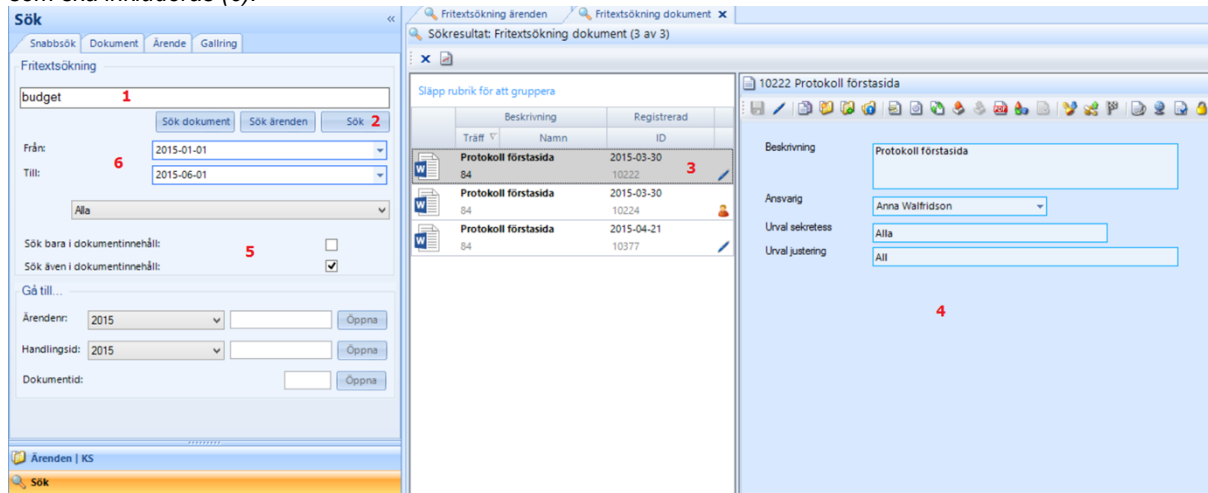 som ska inkluderas (6).
Sök «
Snabbsök Dokument Ärende Gallring
Fritextsökning
budget 1
Sök dokument Sök ärenden Sök 2
Från: 2015-01-01
6
Till: 2015-06-01
Alla
Sök bara i dokumentinnehåll:
5
Sök även i dokumentinnehåll:
Gå till...
Ärendenr: 2015 Öppna
Handlingsid: 2015 Öppna
Dokumentid: Öppna
Ärenden | KS
Sök
Fritextsökning ärenden Fritextsökning dokument x
Sökresultat: Fritextsökning dokument (3 av 3)
Släpp rubrik för att gruppera
Beskrivning Registrerad
Träff Namn ID
Protokoll förstasida 2015-03-30
84 10222 3
Protokoll förstasida 2015-03-30
84 10224
Protokoll förstasida 2015-04-21
84 10377
10222 Protokoll förstasida
Beskrivning Protokoll förstasida
Ansvarig Anna Walfridson
Urval sekretess Alla
Urval justering All
4